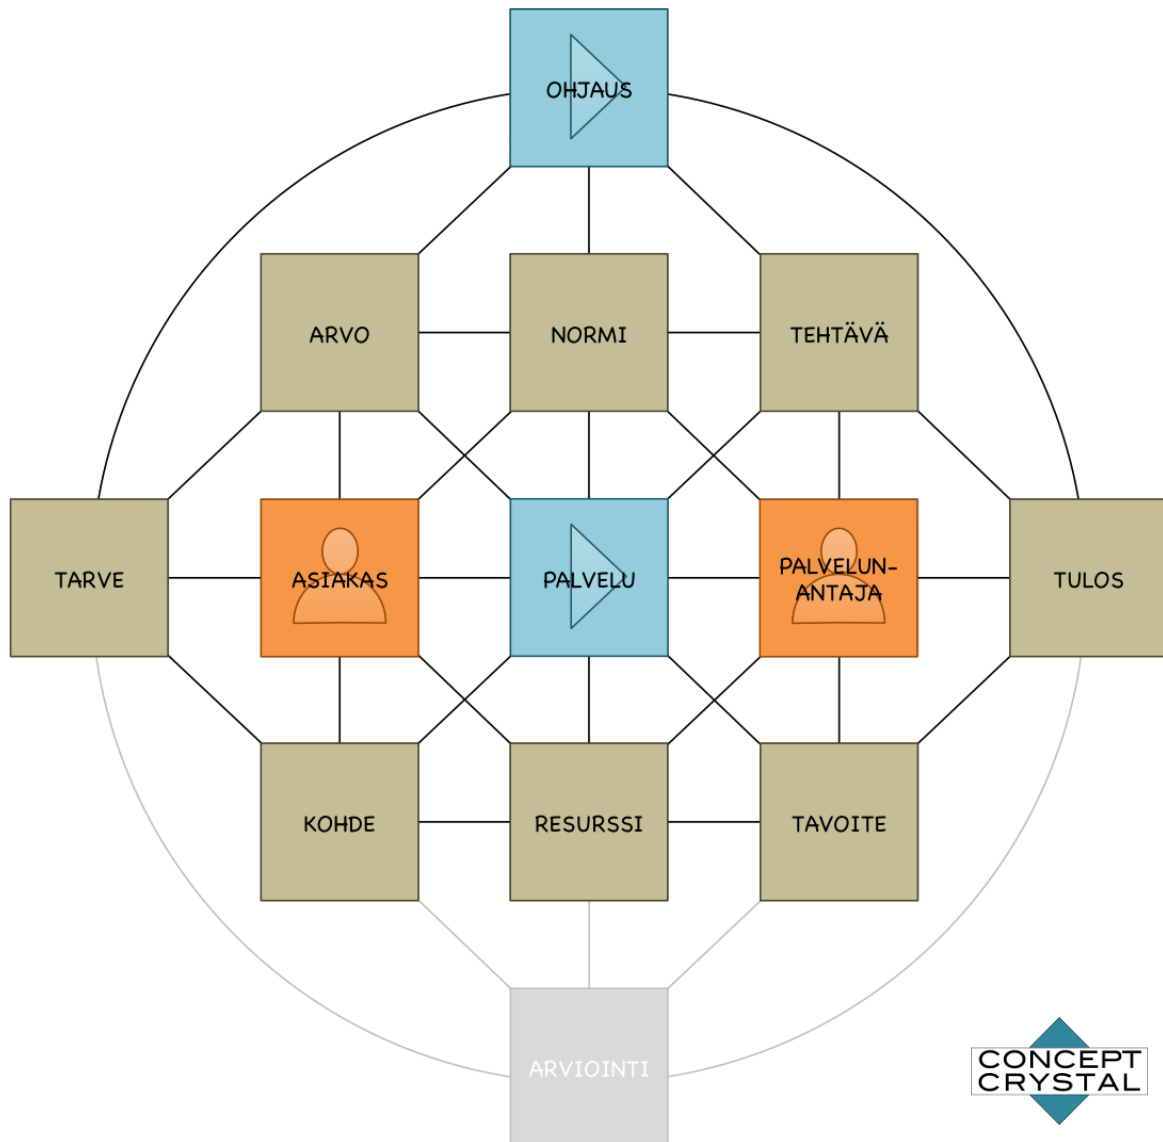 OHJAUS
ARVO
NORMI
TEHTÄVÄ
TARVE
ASIAKAS
PALVELU
PALVELUN-
ANTAJA
TULOS
KOHDE
RESURSSI
TAVOITE
ARVIOINTI
CONCEPT
CRYSTAL